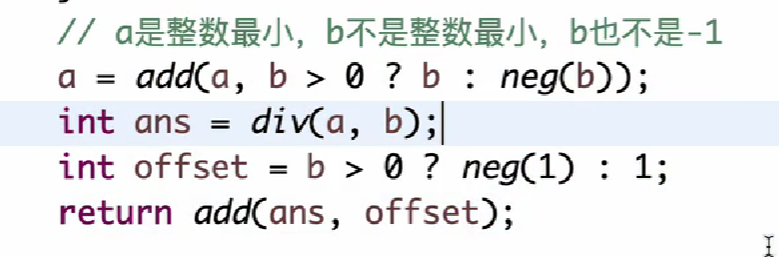 // a是整数最小, b不是整数最小, b也不是-1
a = add(a, b > 0 ? b : neg(b));
int ans = div(a, b);
int offset = b > 0 ? neg(1) : 1;
return add(ans, offset);